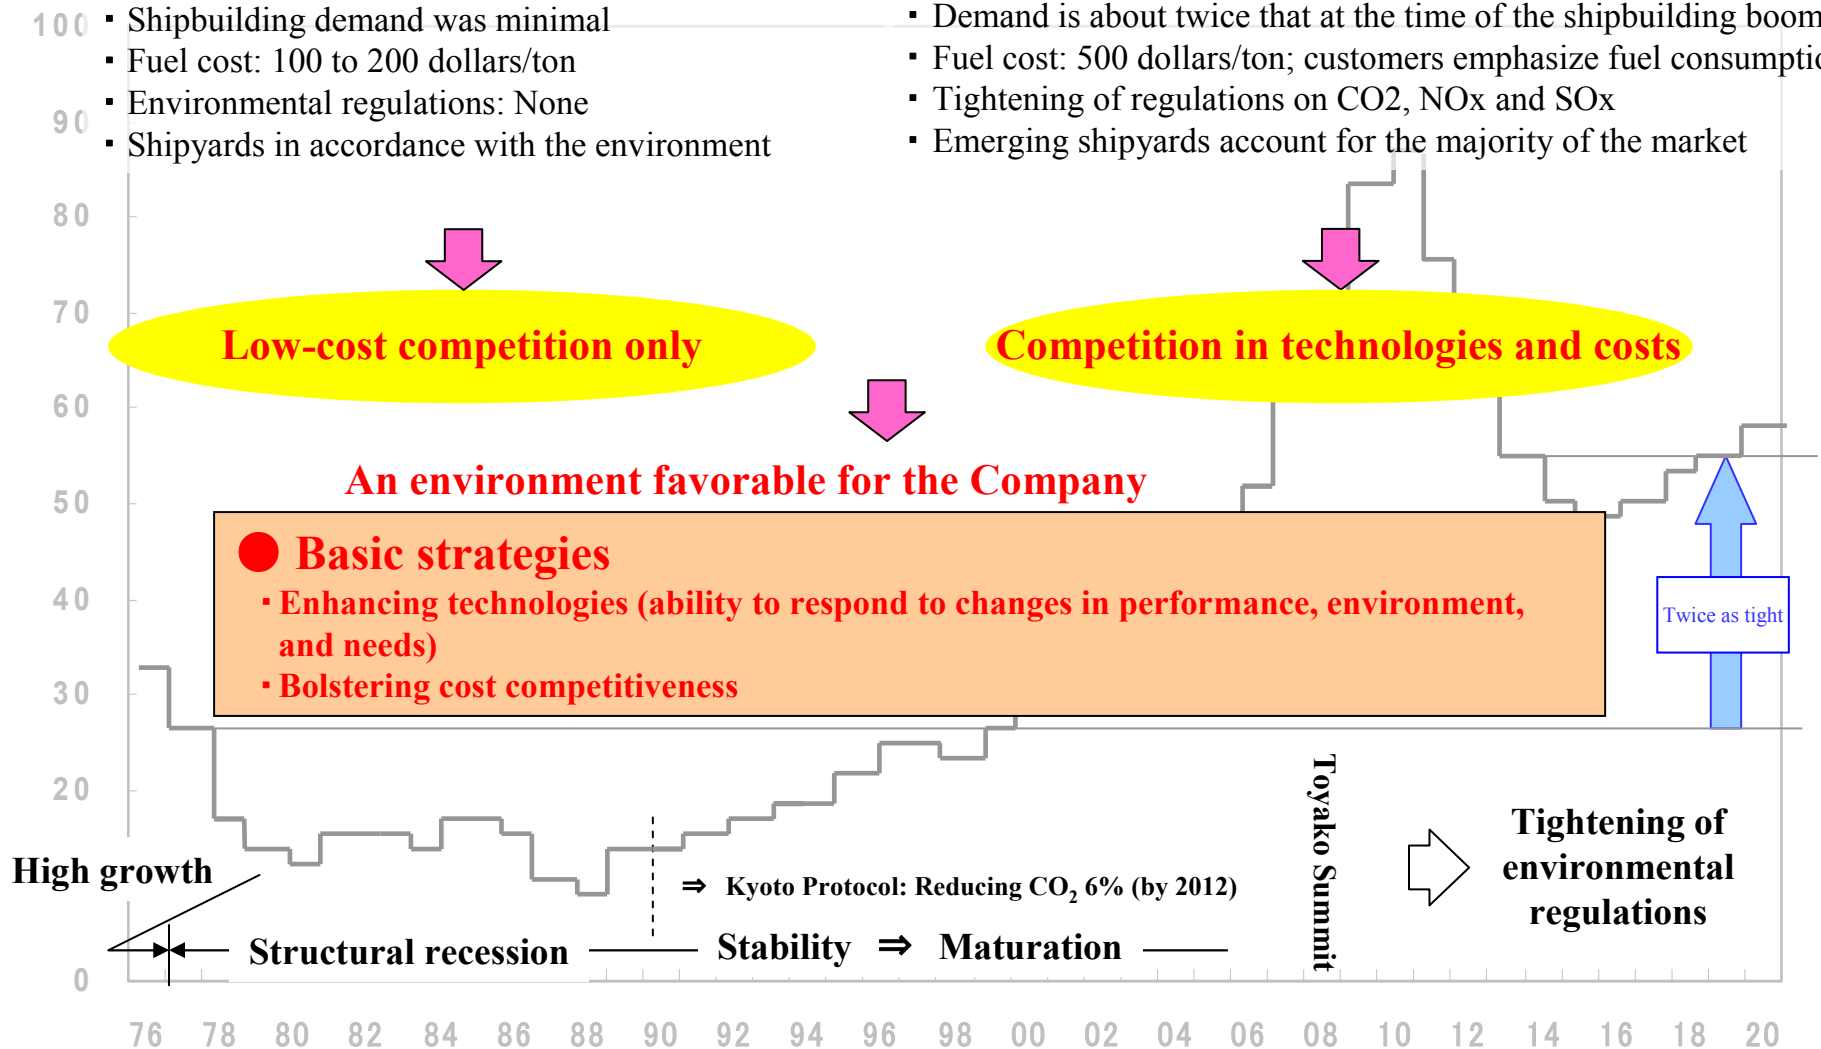 ・Shipbuilding demand was minimal
・Fuel cost: 100 to 200 dollars/ton
・Environmental regulations: None
・Shipyards in accordance with the environment
・Demand is about twice that at the time of the shipbuilding boom
・Fuel cost: 500 dollars/ton; customers emphasize fuel consumptio
・Tightening of regulations on CO2, NOx and SOx
・Emerging shipyards account for the majority of the market
Low-cost competition only
Competition in technologies and costs
An environment favorable for the Company
● Basic strategies
・Enhancing technologies (ability to respond to changes in performance, environment,
and needs)
・Bolstering cost competitiveness
Twice as tight
100
90
80
70
60
50
40
30
20
0
High growth
Structural recession
⇒ Kyoto Protocol: Reducing CO₂ 6% (by 2012)
Stability ⇒ Maturation
Toyako Summit
Tightening of
environmental
regulations
76 78 80 82 84 86 88 90 92 94 96 98 00 02 04 06 08 10 12 14 16 18 20